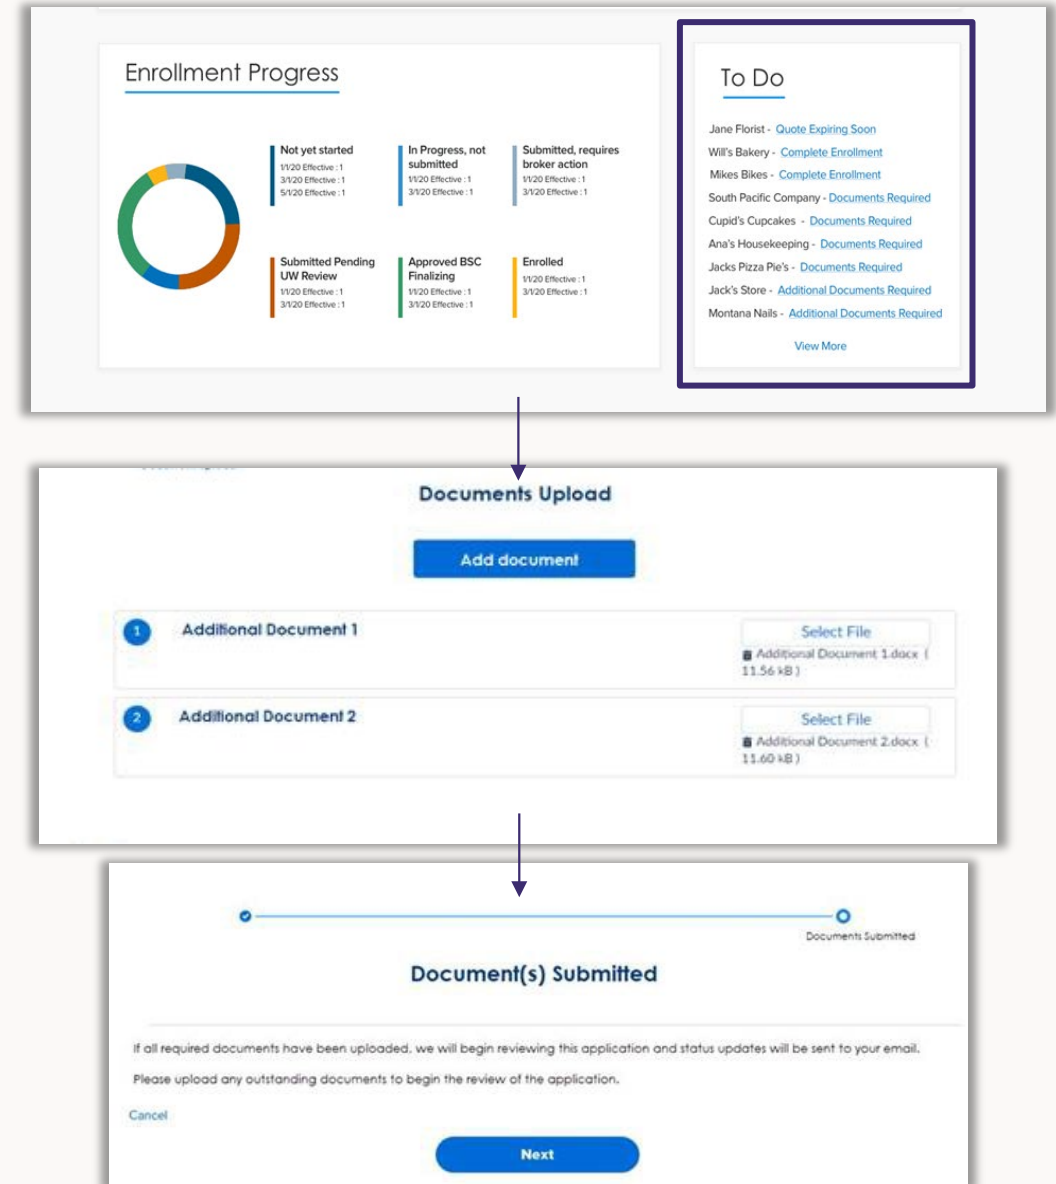 Enrollment Progress
Not yet started
1/1/20 Effective : 1
3/1/20 Effective : 1
5/1/20 Effective : 1
In Progress, not
submitted
1/1/20 Effective : 1
3/1/20 Effective : 1
Submitted, requires
broker action
1/1/20 Effective : 1
3/1/20 Effective : 1
Submitted Pending
UW Review
1/1/20 Effective : 1
3/1/20 Effective : 1
Approved BSC
Finalizing
1/1/20 Effective : 1
3/1/20 Effective : 1
Enrolled
1/1/20 Effective : 1
3/1/20 Effective : 1
To Do
Jane Florist - Quote Expiring Soon
Will's Bakery - Complete Enrollment
Mikes Bikes - Complete Enrollment
South Pacific Company - Documents Required
Cupid's Cupcakes - Documents Required
Ana's Housekeeping - Documents Required
Jacks Pizza Pie's - Documents Required
Jack's Store - Additional Documents Required
Montana Nails - Additional Documents Required
View More
Documents Upload
Add document
1 Additional Document 1
Select File
Additional Document 1.docx (
11.56 kB )
2 Additional Document 2
Select File
Additional Document 2.docx (
11.60 kB )
Documents Submitted
Document(s) Submitted
If all required documents have been uploaded, we will begin reviewing this application and status updates will be sent to your email.
Please upload any outstanding documents to begin the review of the application.
Cancel
Next